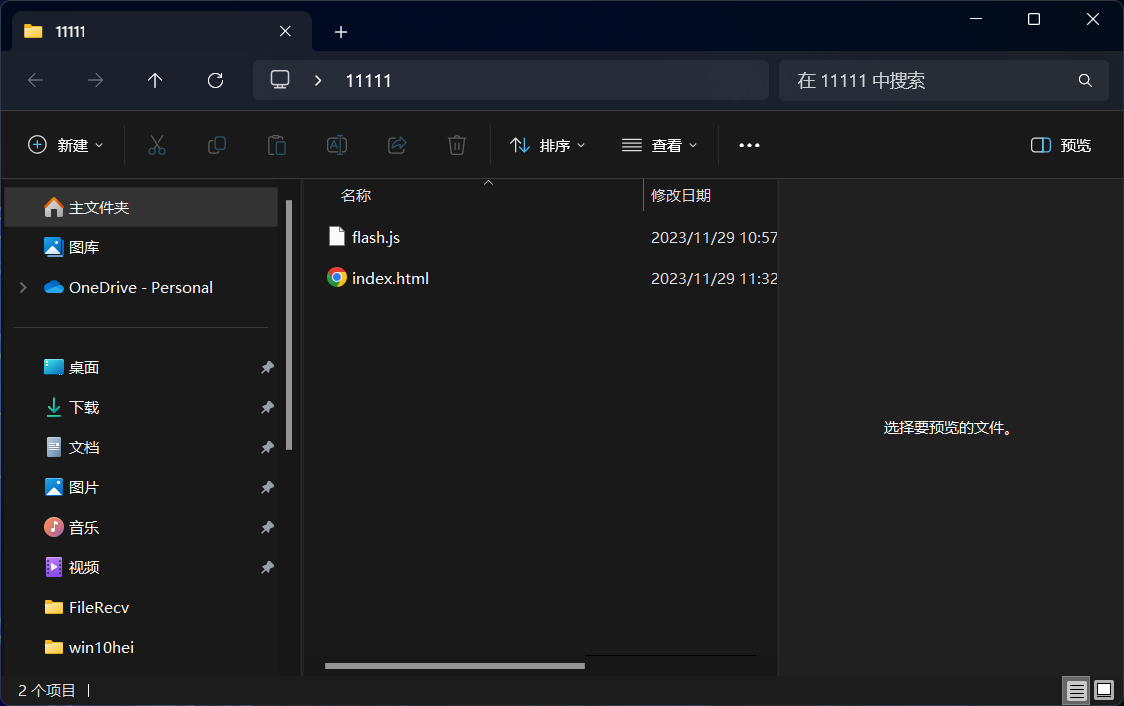 11111
11111
在 11111 中搜索
新建
排序
查看
预览
主文件夹
图库
OneDrive - Personal
桌面
下载
文档
图片
音乐
视频
FileRecv
win10hei
名称 修改日期
flash.js 2023/11/29 10:57
index.html 2023/11/29 11:32
选择要预览的文件。
2 个项目